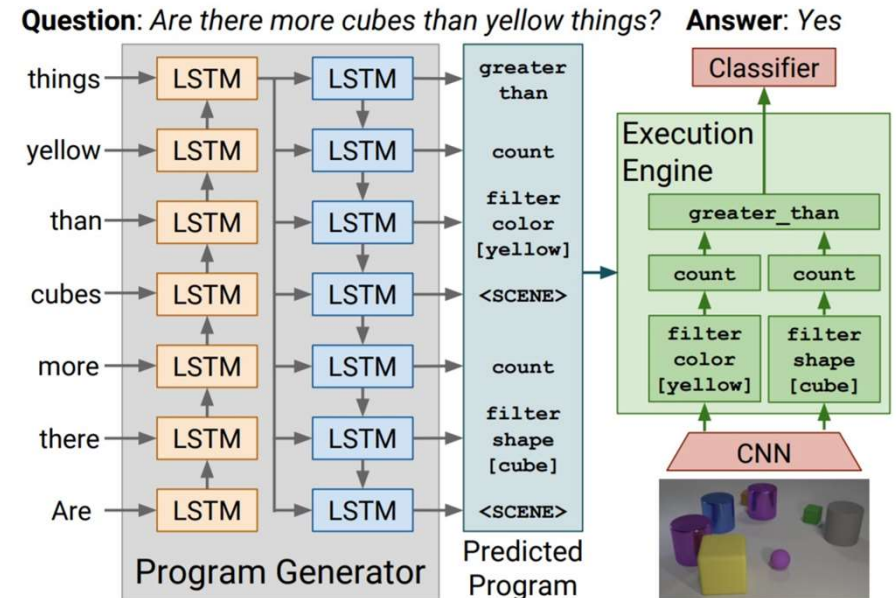 Question: Are there more cubes than yellow things? Answer: Yes
things
yellow
than
cubes
more
there
Are
LSTM
LSTM
LSTM
LSTM
LSTM
LSTM
LSTM
LSTM
LSTM
LSTM
LSTM
LSTM
LSTM
LSTM
Program Generator
greater
than
count
filter
color
[yellow]
<SCENE>
count
filter
shape
[cube]
<SCENE>
Predicted
Program
Classifier
Execution
Engine
greater_than
count
count
filter
color
[yellow]
filter
shape
[cube]
CNN